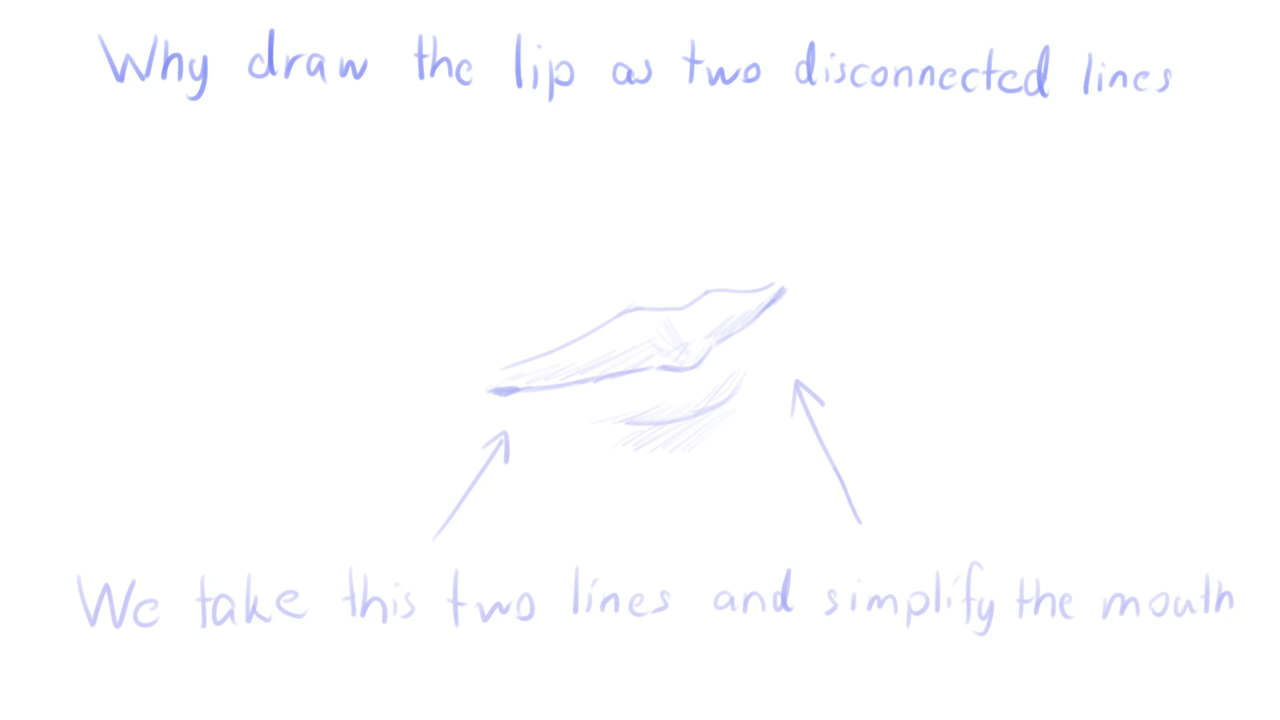 Why draw the lip as two disconnected lines
We take this two lines and simplify the mouth